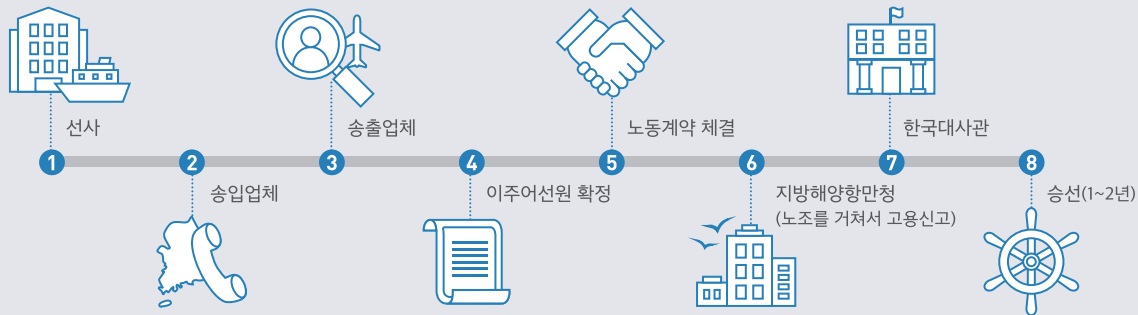 1
선사
2
송입업체
3
송출업체
4
이주어선원 확정
5
노동계약 체결
6
지방해양항만청
(노조를 거쳐서 고용신고)
7
한국대사관
8
승선(1~2년)